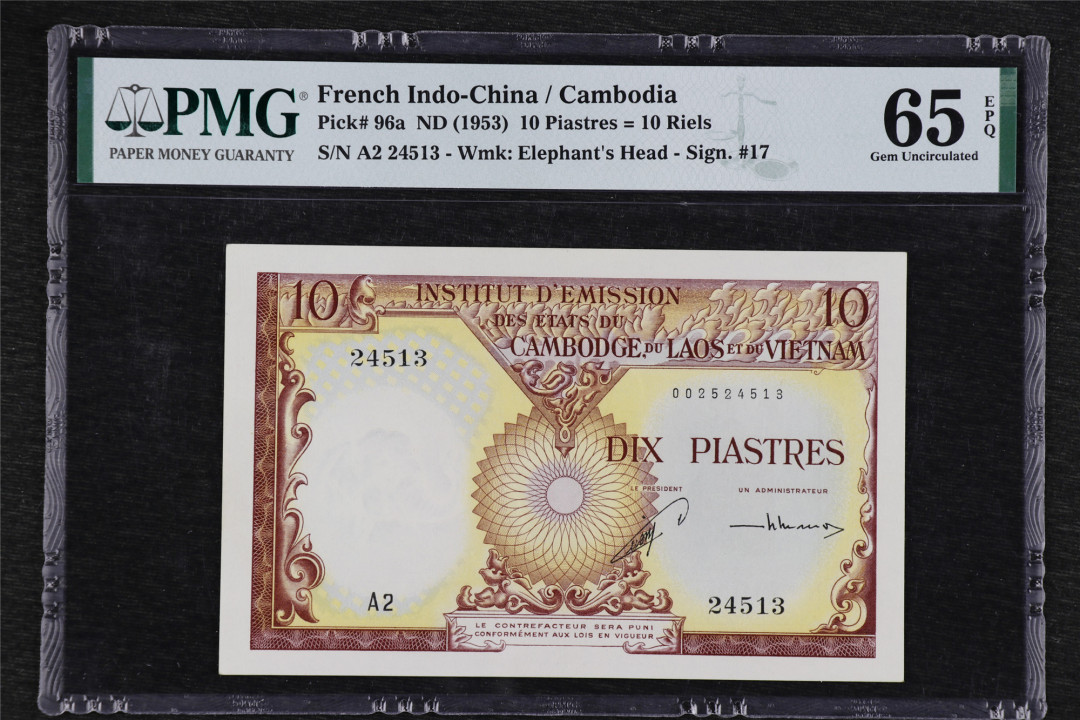 PMG®
PAPER MONEY GUARANTY
French Indo-China / Cambodia
Pick# 96a ND (1953) 10 Piastres = 10 Riels
S/N A2 24513 - Wmk: Elephant's Head - Sign. #17
65 EPQ
Gem Uncirculated
10 INSTITUT D'EMISSION 10
DES ETATS DU
CAMBODGE, DU LAOS ET DU VIETNAM
24513
002524513
DIX PIASTRES
LE PRESIDENT UN ADMINISTRATEUR
A2 24513
LE CONTREFACTEUR SERA PUNI
CONFORMÉMENT AUX LOIS EN VIGUEUR